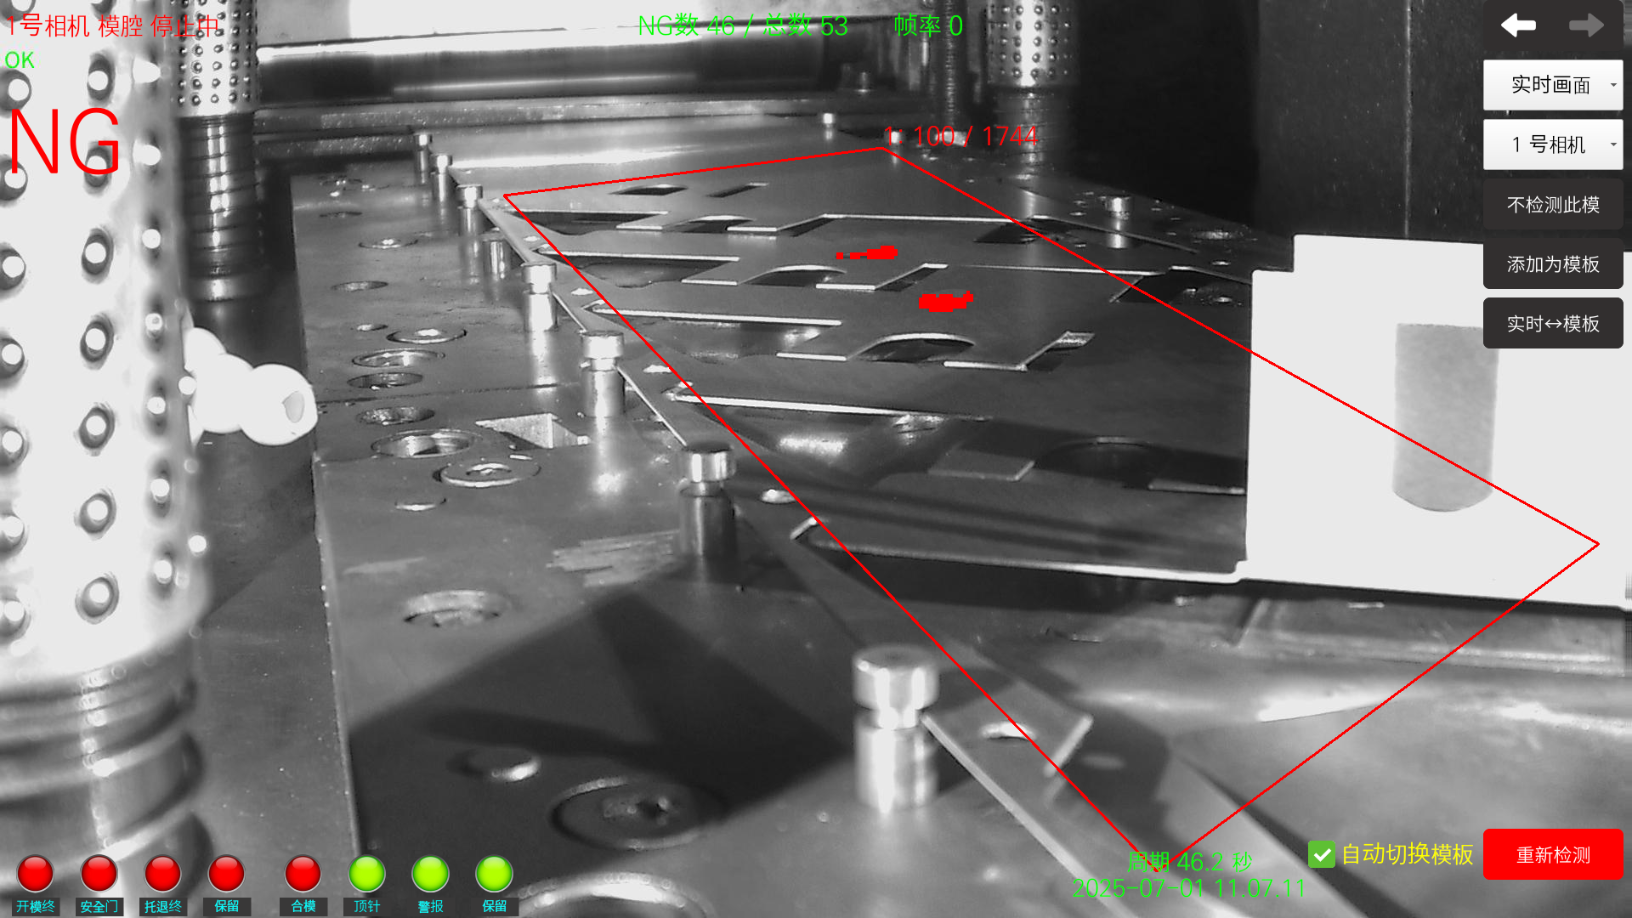 1号相机 模腔 停止中
NG数 46 / 总数 53 帧率 0
OK
NG
1: 100 / 1744
实时画面
1 号相机
不检测此模
添加为模板
实时↔模板
周期 46.2 秒
2025-07-01 11.07.11
自动切换模板
重新检测
开模终
安全门
托退终
保留
合模
顶针
警报
保留